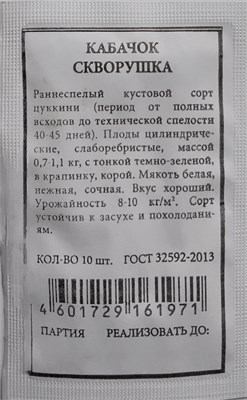 КАБАЧОК
СКВОРУШКА
Раннеспелый кустовой сорт
цуккини (период от полных
всходов до технической спелости
40-45 дней). Плоды цилиндриче-
ские, слаборебристые, массой
0,7-1,1 кг, с тонкой темно-зеленой,
в крапинку, корой. Мякоть белая,
нежная, сочная. Вкус хороший.
Урожайность 8-10 кг/м². Сорт
устойчив к засухе и похолодани-
ям.
КОЛ-ВО 10 шт. ГОСТ 32592-2013
4 601729 161971
ПАРТИЯ РЕАЛИЗОВАТЬ ДО: